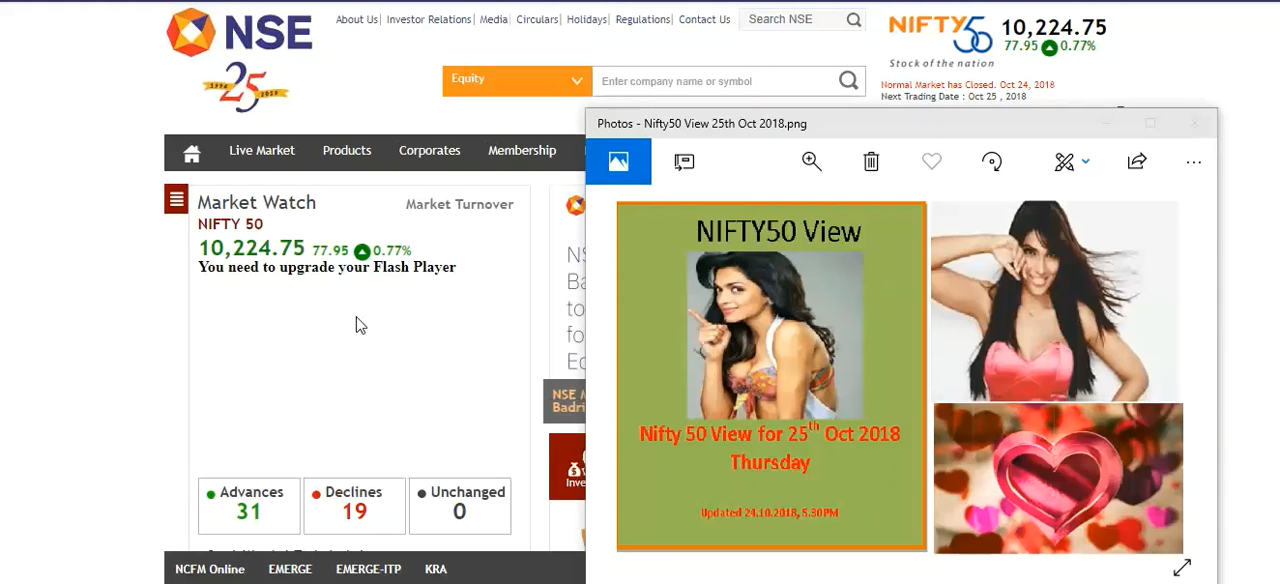 NSE
1994 25 2019
About Us| Investor Relations| Media| Circulars| Holidays| Regulations| Contact Us
Search NSE
NIFTY50
Stock of the nation
10,224.75
77.95 0.77%
Normal Market has Closed. Oct 24, 2018
Next Trading Date : Oct 25 , 2018
Equity
Enter company name or symbol
Live Market Products Corporates Membership
Photos - Nifty50 View 25th Oct 2018.png
Market Watch
Market Turnover
NIFTY 50
10,224.75 77.95 0.77%
You need to upgrade your Flash Player
Advances
31
Declines
19
Unchanged
0
NCFM Online EMERGE EMERGE-ITP KRA
NIFTY50 View
Nifty 50 View for 25th Oct 2018
Thursday
Updated 24.10.2018, 5.30PM